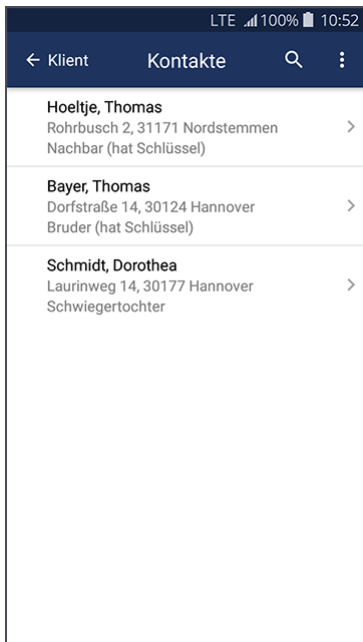 LTE 100% 10:52
← Klient Kontakte
Hoeltje, Thomas
Rohrbusch 2, 31171 Nordstemmen
Nachbar (hat Schlüssel)
Bayer, Thomas
Dorfstraße 14, 30124 Hannover
Bruder (hat Schlüssel)
Schmidt, Dorothea
Laurinweg 14, 30177 Hannover
Schwiegertochter